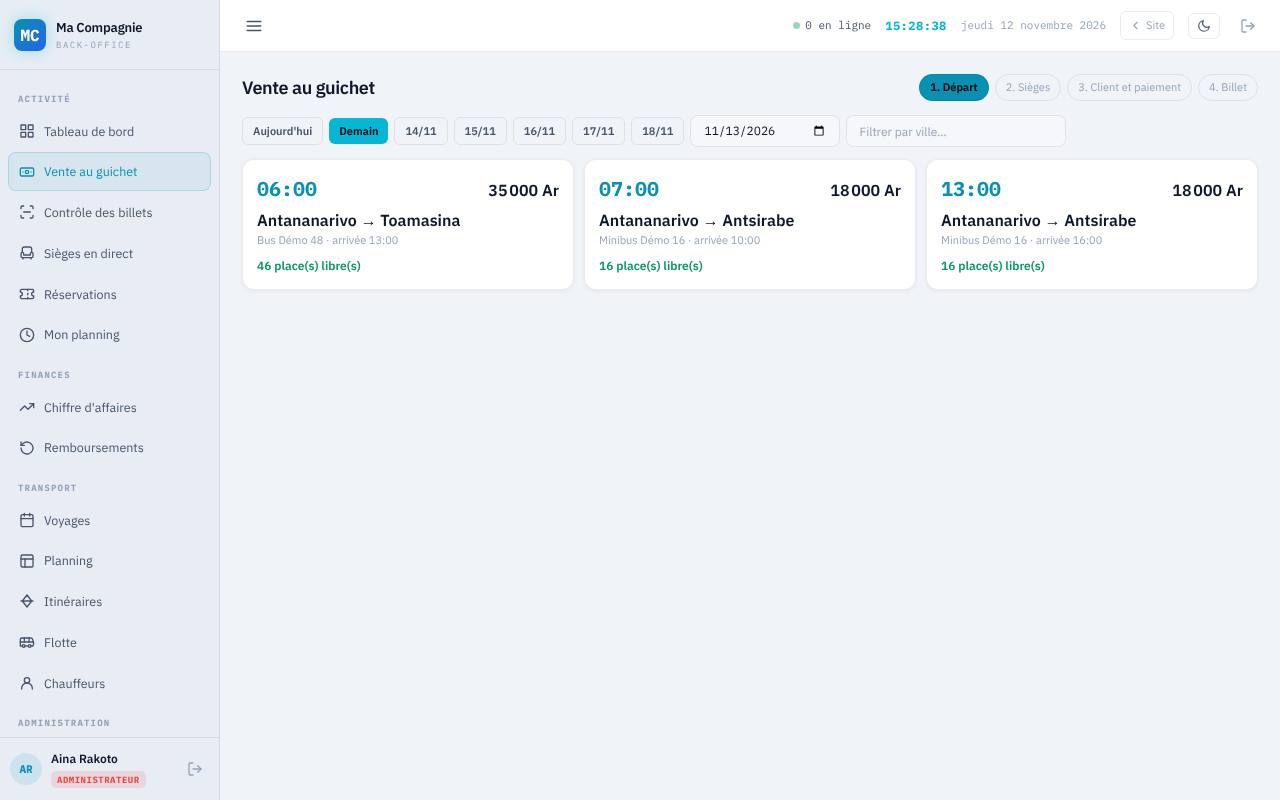 MC
Ma Compagnie
BACK-OFFICE
ACTIVITÉ
Tableau de bord
Vente au guichet
Contrôle des billets
Sièges en direct
Réservations
Mon planning
FINANCES
Chiffre d'affaires
Remboursements
TRANSPORT
Voyages
Planning
Itinéraires
Flotte
Chauffeurs
ADMINISTRATION
AR
Aina Rakoto
ADMINISTRATEUR
0 en ligne 15:28:38 jeudi 12 novembre 2026 Site
Vente au guichet
1. Départ 2. Sièges 3. Client et paiement 4. Billet
Aujourd'hui Demain 14/11 15/11 16/11 17/11 18/11 11/13/2026 Filtrer par ville...
06:00 35 000 Ar
Antananarivo → Toamasina
Bus Démo 48 · arrivée 13:00
46 place(s) libre(s)
07:00 18 000 Ar
Antananarivo → Antsirabe
Minibus Démo 16 · arrivée 10:00
16 place(s) libre(s)
13:00 18 000 Ar
Antananarivo → Antsirabe
Minibus Démo 16 · arrivée 16:00
16 place(s) libre(s)